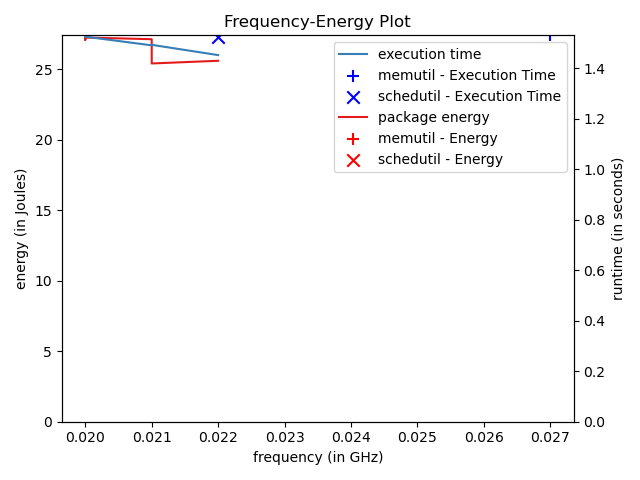 Frequency-Energy Plot
execution time
memutil - Execution Time
schedutil - Execution Time
package energy
memutil - Energy
schedutil - Energy
energy (in Joules)
25
20
15
10
5
0
1.4
1.2
1.0
0.8
0.6
0.4
0.2
0.0
runtime (in seconds)
0.020 0.021 0.022 0.023 0.024 0.025 0.026 0.027
frequency (in GHz)